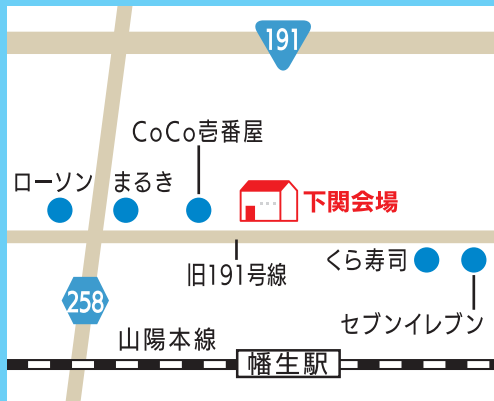 191
CoCo壱番屋
ローソン
まるき
下関会場
旧191号線
くら寿司
258
セブンイレブン
山陽本線
幡生駅